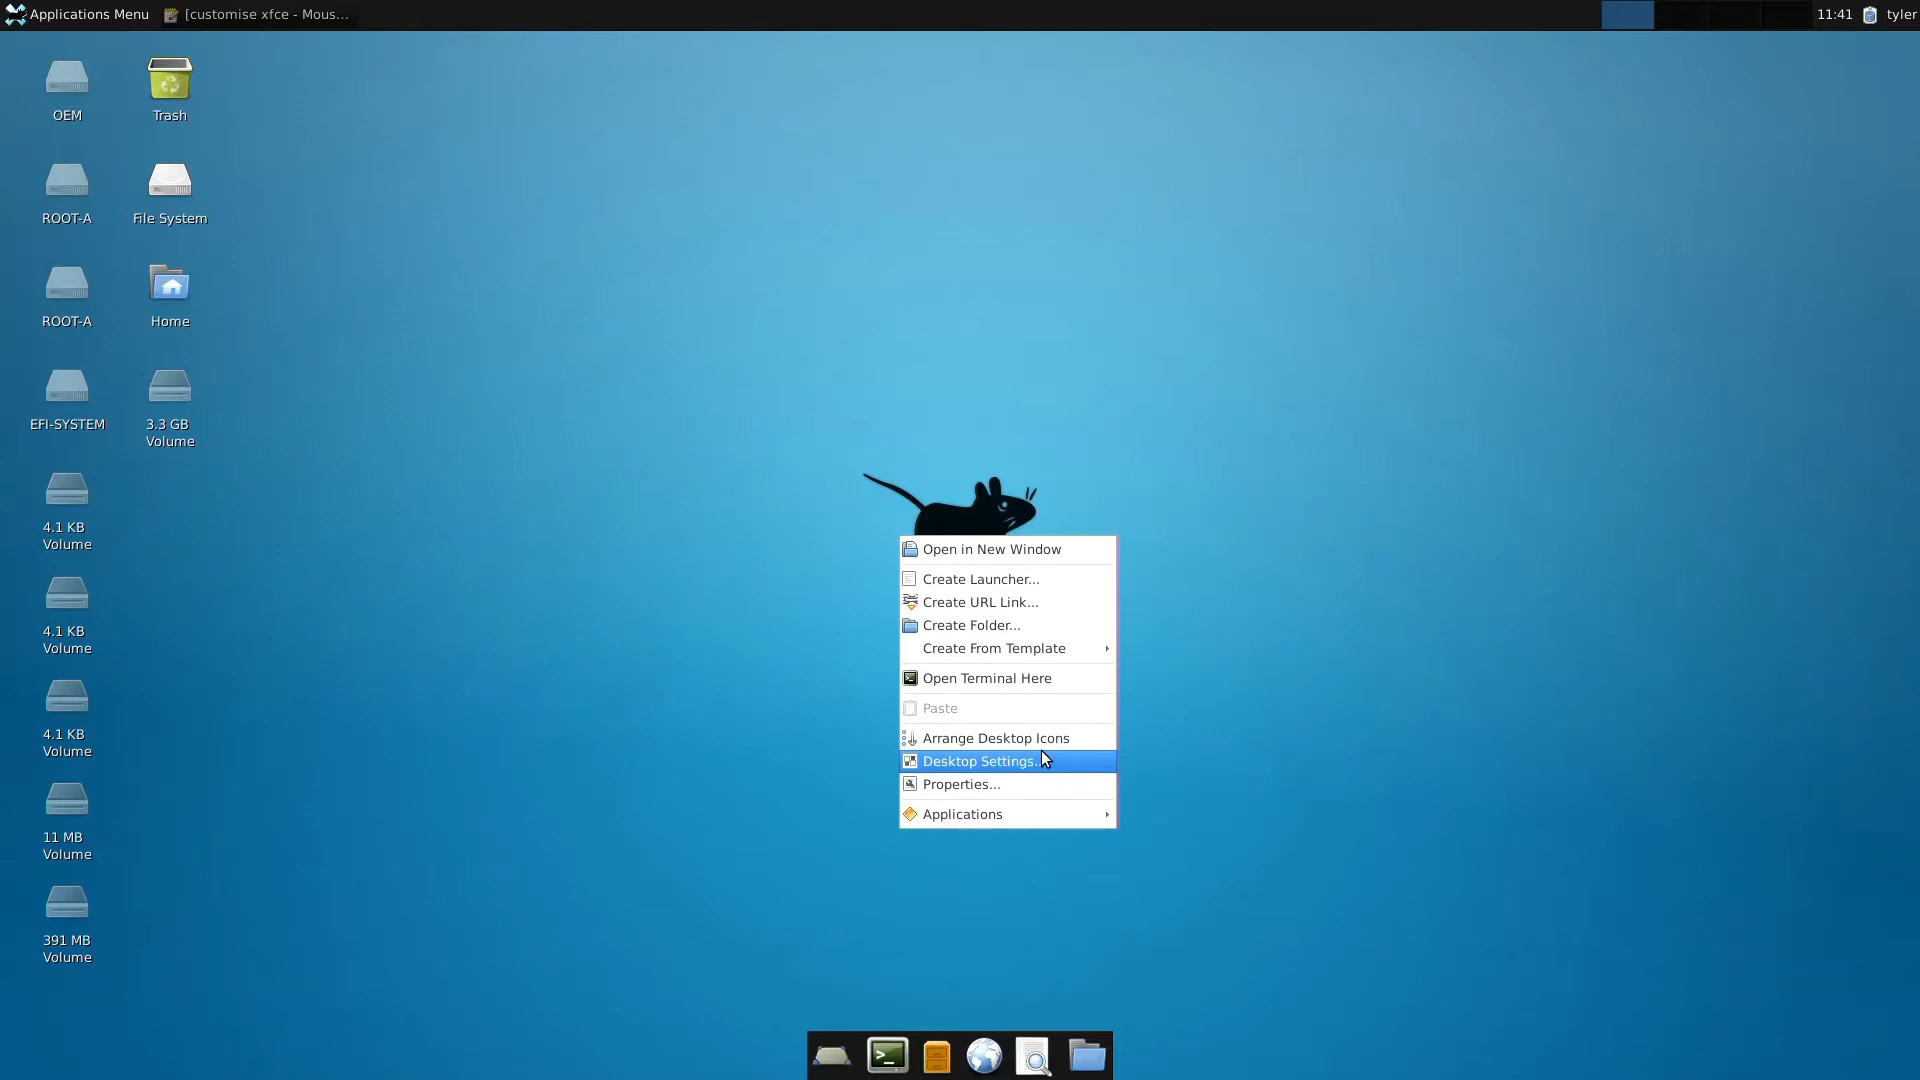 Applications Menu
[customise xfce - Mous...
11:41
tyler
OEM
Trash
ROOT-A
File System
ROOT-A
Home
EFI-SYSTEM
3.3 GB
Volume
4.1 KB
Volume
4.1 KB
Volume
4.1 KB
Volume
11 MB
Volume
391 MB
Volume
Open in New Window
Create Launcher...
Create URL Link...
Create Folder...
Create From Template
Open Terminal Here
Paste
Arrange Desktop Icons
Desktop Settings...
Properties...
Applications